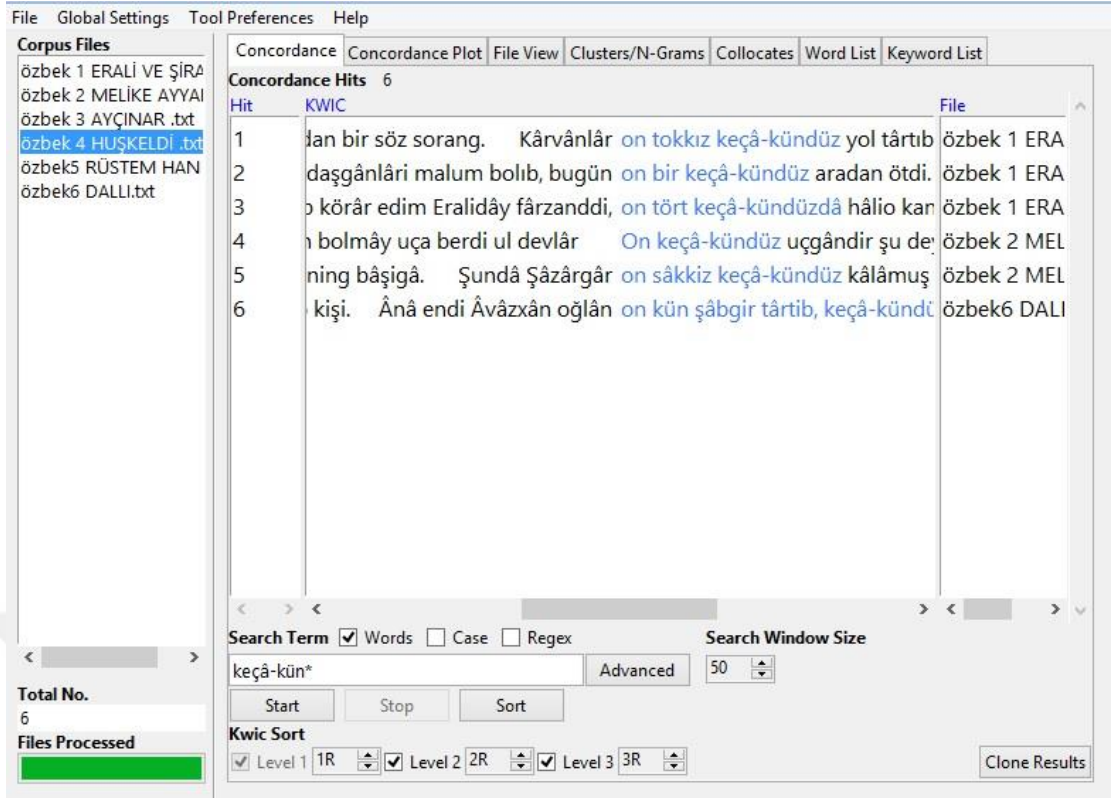 File Global Settings Tool Preferences Help
Corpus Files
özbek 1 ERALİ VE ŞİRA
özbek 2 MELİKE AYYAI
özbek 3 AYÇINAR .txt
özbek 4 HUŞKELDİ .txt
özbek5 RÜSTEM HAN
özbek6 DALLI.txt
Total No.
6
Files Processed
Concordance Concordance Plot File View Clusters/N-Grams Collocates Word List Keyword List
Concordance Hits 6
Hit KWIC File
1 dan bir söz sorang. Kârvânlâr on tokkız keçâ-kündüz yol târtıb özbek 1 ERA
2 daşgânlâri malum bolıb, bugün on bir keçâ-kündüz aradan ötdi. özbek 1 ERA
3 körâr edim Eralidây fârzanddi, on tört keçâ-kündüzdâ hâlio kan özbek 1 ERA
4 bolmây uça berdi ul devlâr On keçâ-kündüz uçgândir şu özbek 2 MEL
5 ning bâşigâ. Şundâ Şâzârgâr on sâkkiz keçâ-kündüz kâlâmuş özbek 2 MEL
6 kişi. Ânâ endi Âvâzxân oğlân on kün şâbgir târtib, keçâ-kündü özbek6 DALI
Search Term Words Case Regex Search Window Size
keçâ-kün* Advanced 50
Start Stop Sort
Kwic Sort
Level 1 1R Level 2 2R Level 3 3R Clone Results